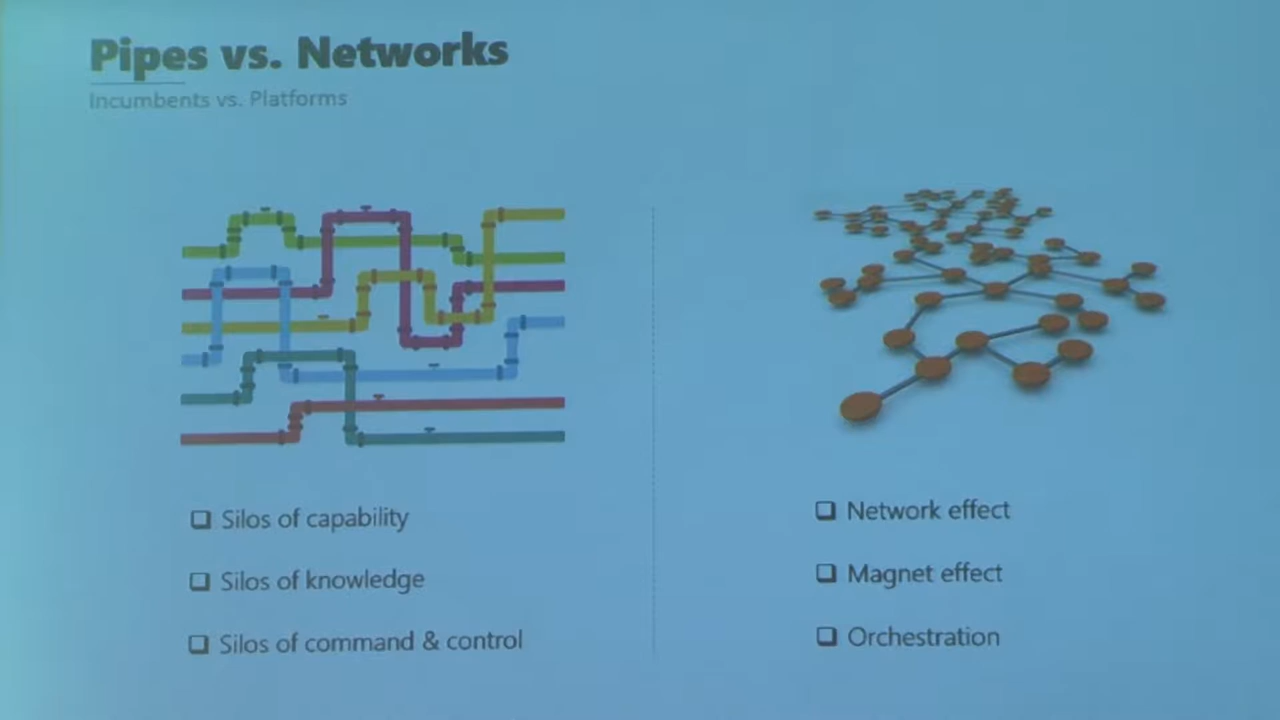 Pipes vs. Networks
Incumbents vs. Platforms
Silos of capability
Silos of knowledge
Silos of command & control
Network effect
Magnet effect
Orchestration